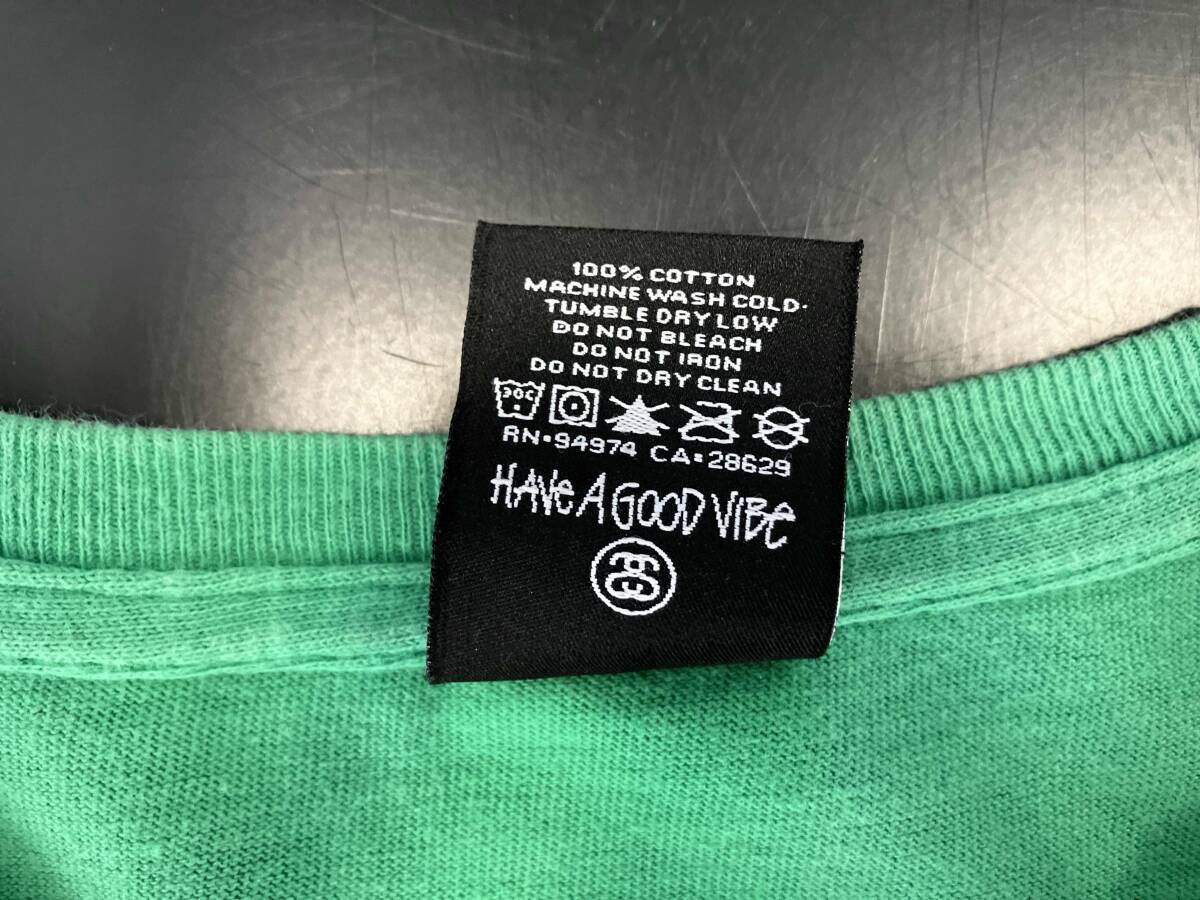 100% COTTON
MACHINE WASH COLD.
TUMBLE DRY LOW
DO NOT BLEACH
DO NOT IRON
DO NOT DRY CLEAN
30C
RN:94974 CA:28629
HAVE A GOOD VIBE